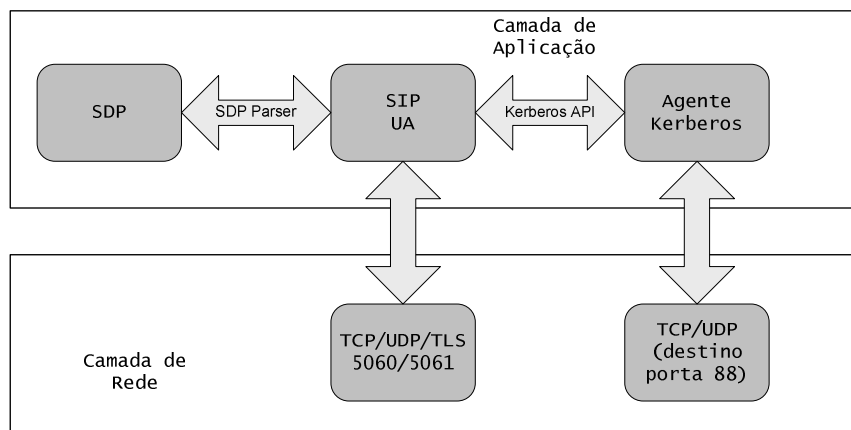 Camada de
Aplicação
SDP
SDP Parser
SIP
UA
Kerberos API
Agente
Kerberos
Camada de
Rede
TCP/UDP/TLS
5060/5061
TCP/UDP
(destino
porta 88)